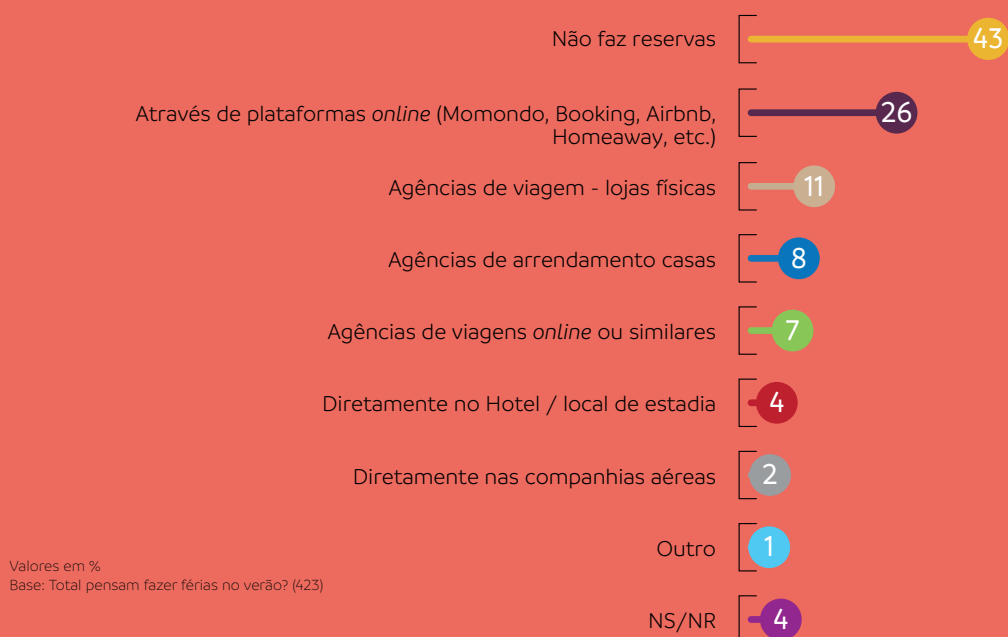 Não faz reservas
43
Através de plataformas online (Momondo, Booking, Airbnb,
Homeaway, etc.)
26
Agências de viagem - lojas físicas
11
Agências de arrendamento casas
8
Agências de viagens online ou similares
7
Diretamente no Hotel / local de estadia
4
Diretamente nas companhias aéreas
2
Outro
1
NS/NR
4
Valores em %
Base: Total pensam fazer férias no verão? (423)